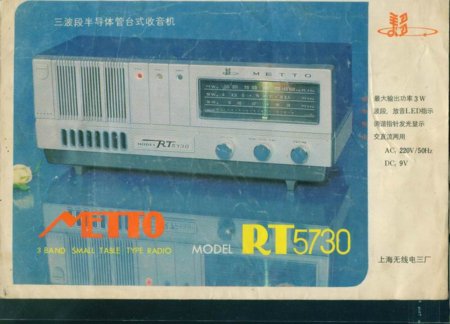 三波段半导体管台式收音机
METTO
MODEL RT5730
最大输出功率3W
波段,放音LED指示
调谐指针发光显示
交直流两用
AC,220V/50Hz
DC,9V
METTO
3 BAND SMALL TABLE TYPE RADIO
MODEL RT5730
上海无线电三厂